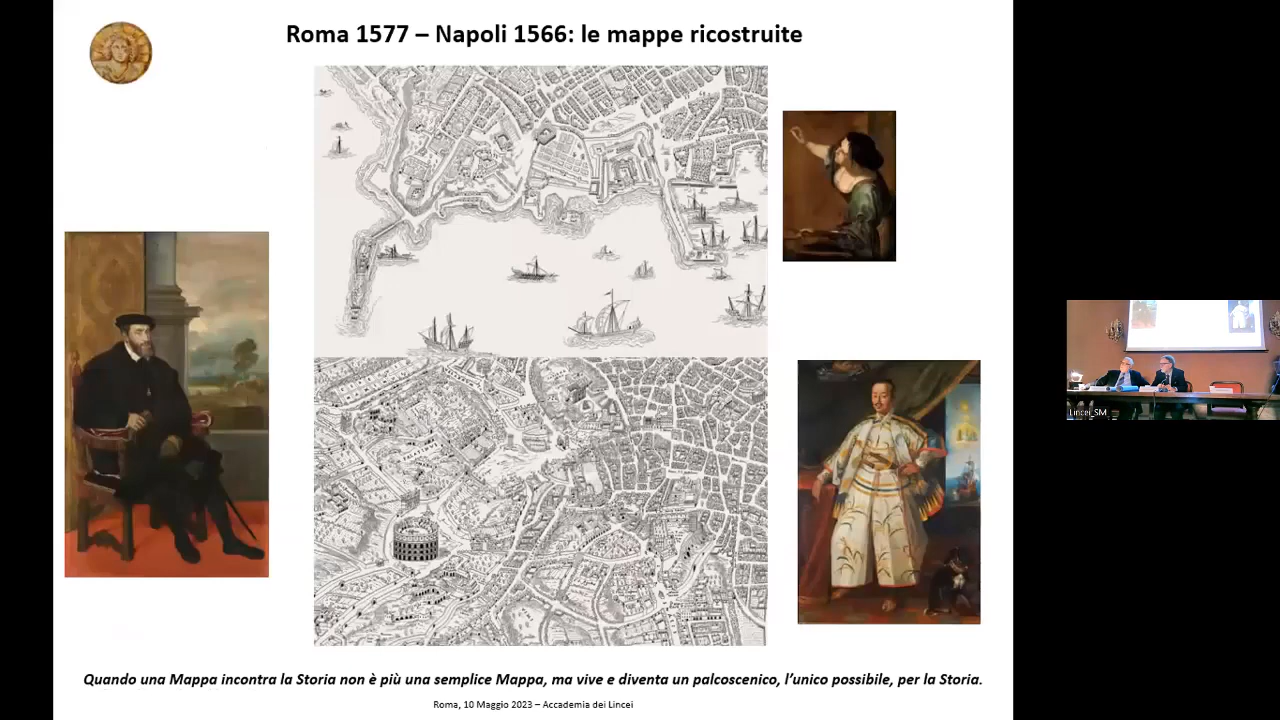 Roma 1577 – Napoli 1566: le mappe ricostruite
PALATINO
Lincei_SM
Quando una Mappa incontra la Storia non è più una semplice Mappa, ma vive e diventa un palcoscenico, l'unico possibile, per la Storia.
Roma, 10 Maggio 2023 – Accademia dei Lincei